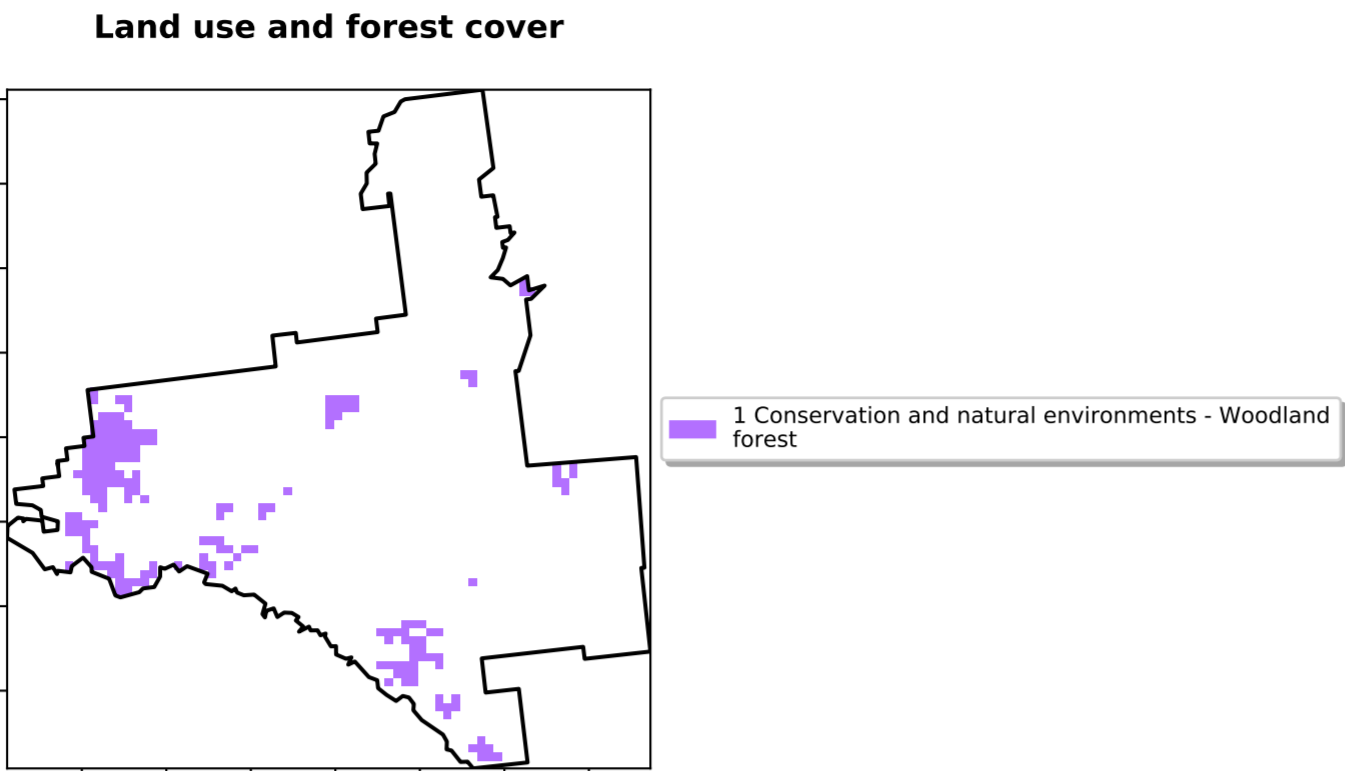 Land use and forest cover
1 Conservation and natural environments - Woodland
forest